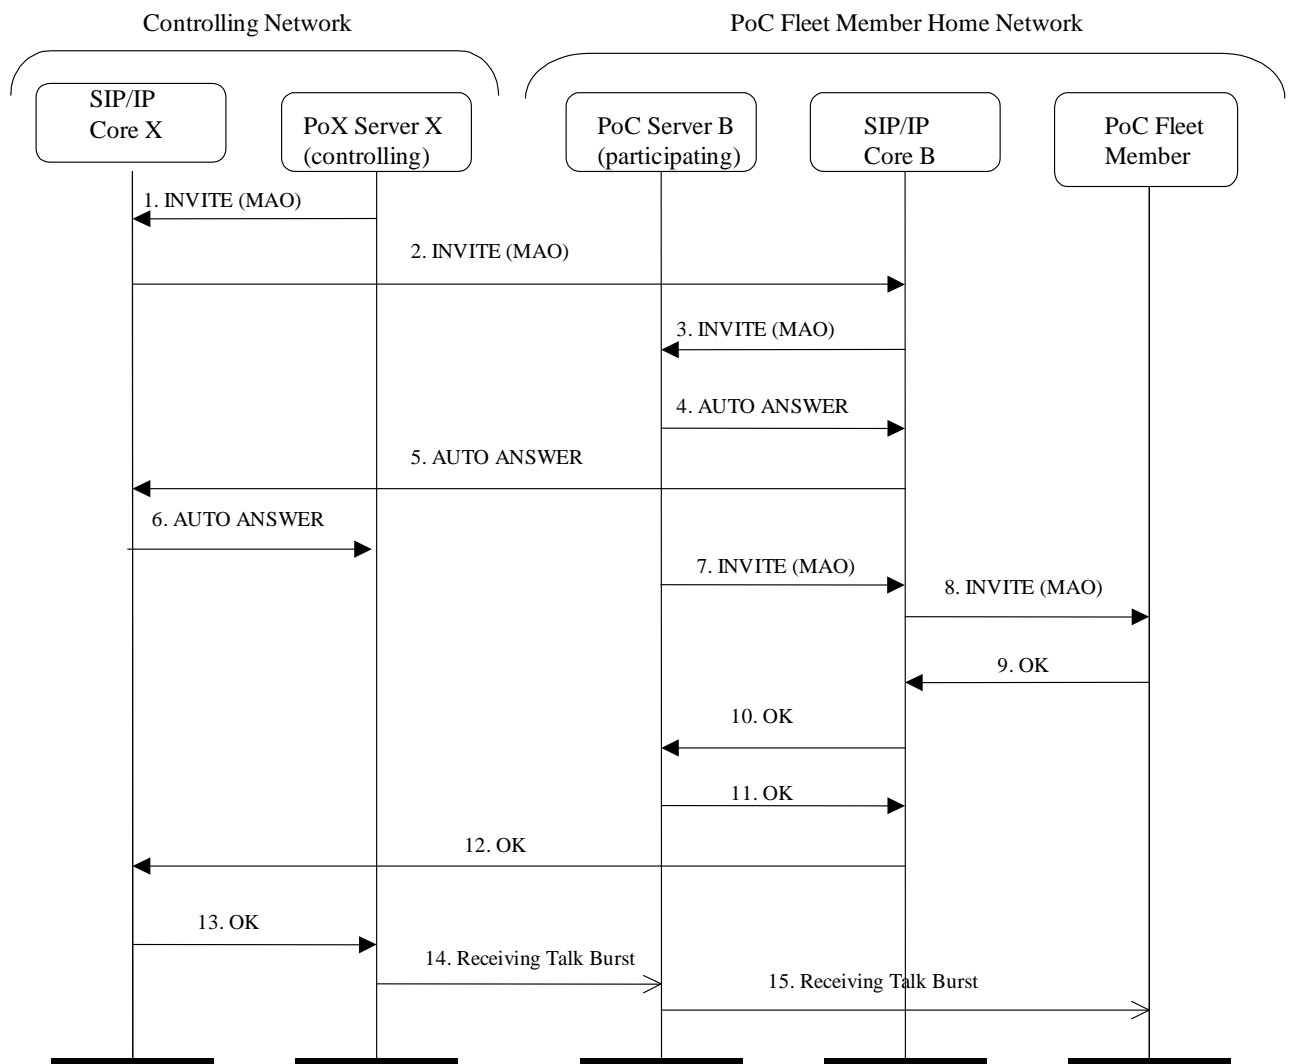 Controlling Network
PoC Fleet Member Home Network
SIP/IP
Core X
PoX Server X
(controlling)
PoC Server B
(participating)
SIP/IP
Core B
PoC Fleet
Member
1. INVITE (MAO)
2. INVITE (MAO)
3. INVITE (MAO)
4. AUTO ANSWER
5. AUTO ANSWER
6. AUTO ANSWER
7. INVITE (MAO)
8. INVITE (MAO)
9. OK
10. OK
11. OK
12. OK
13. OK
14. Receiving Talk Burst
15. Receiving Talk Burst